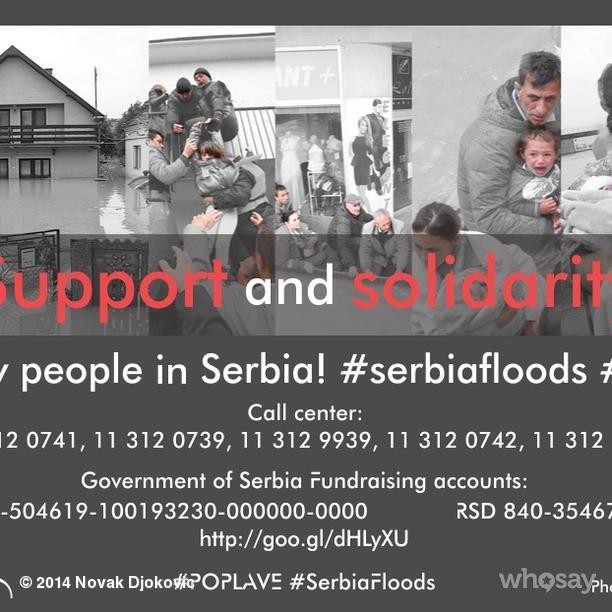 ANT+
Support and solidarity
y people in Serbia! #serbiafloods #
Call center:
12 0741, 11 312 0739, 11 312 9939, 11 312 0742, 11 312
Government of Serbia Fundraising accounts:
-504619-100193230-000000-0000 RSD 840-35467
http://goo.gl/dHLyXU
#POPLAVE #SerbiaFloods
© 2014 Novak Djokovic
whosay
Pho